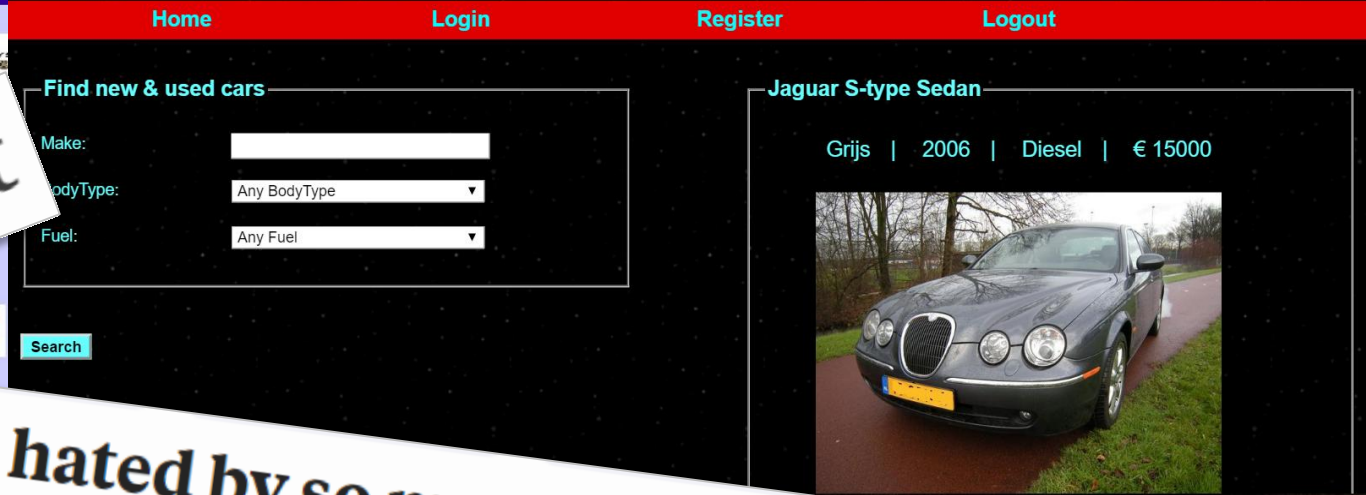 Home Login Register Logout
Find new & used cars
Make:
BodyType:
Any BodyType
Fuel:
Any Fuel
Search
Jaguar S-type Sedan
Grijs | 2006 | Diesel | € 15000
hated by so